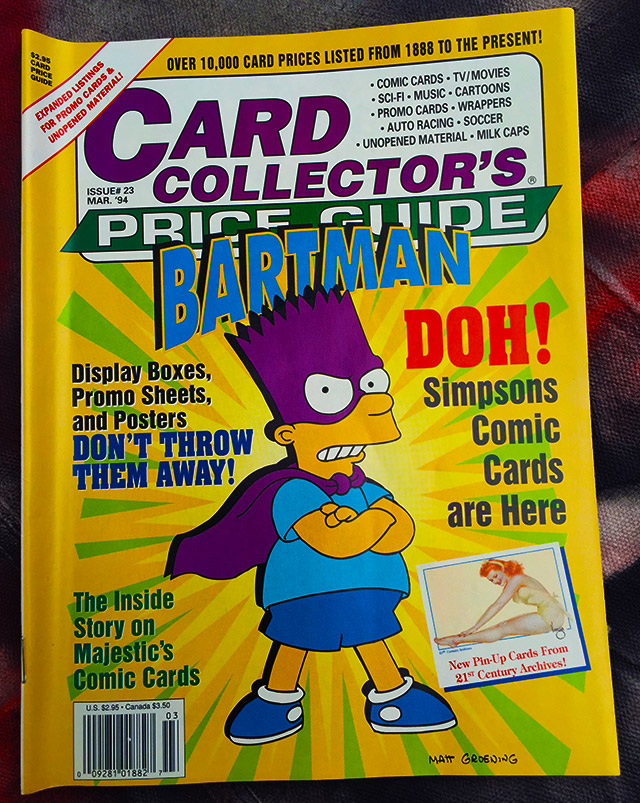 $2.95
CARD
PRICE
GUIDE
EXPANDED LISTINGS
FOR PROMO CARDS &
UNOPENED MATERIAL!
OVER 10,000 CARD PRICES LISTED FROM 1888 TO THE PRESENT!
• COMIC CARDS • TV/MOVIES
• SCI-FI • MUSIC • CARTOONS
• PROMO CARDS • WRAPPERS
• AUTO RACING • SOCCER
• UNOPENED MATERIAL • MILK CAPS
CARD
COLLECTOR'S®
ISSUE# 23
MAR. '94
PRICE GUIDE
BARTMAN
DOH!
Simpsons
Comic
Cards
are Here
Display Boxes,
Promo Sheets,
and Posters
DON'T THROW
THEM AWAY!
The Inside
Story on
Majestic's
Comic Cards
New Pin-Up Cards From
21ST Century Archives!
U.S. $2.95 • Canada $3.50
03
0 09281 01882 7
MATT GROENING